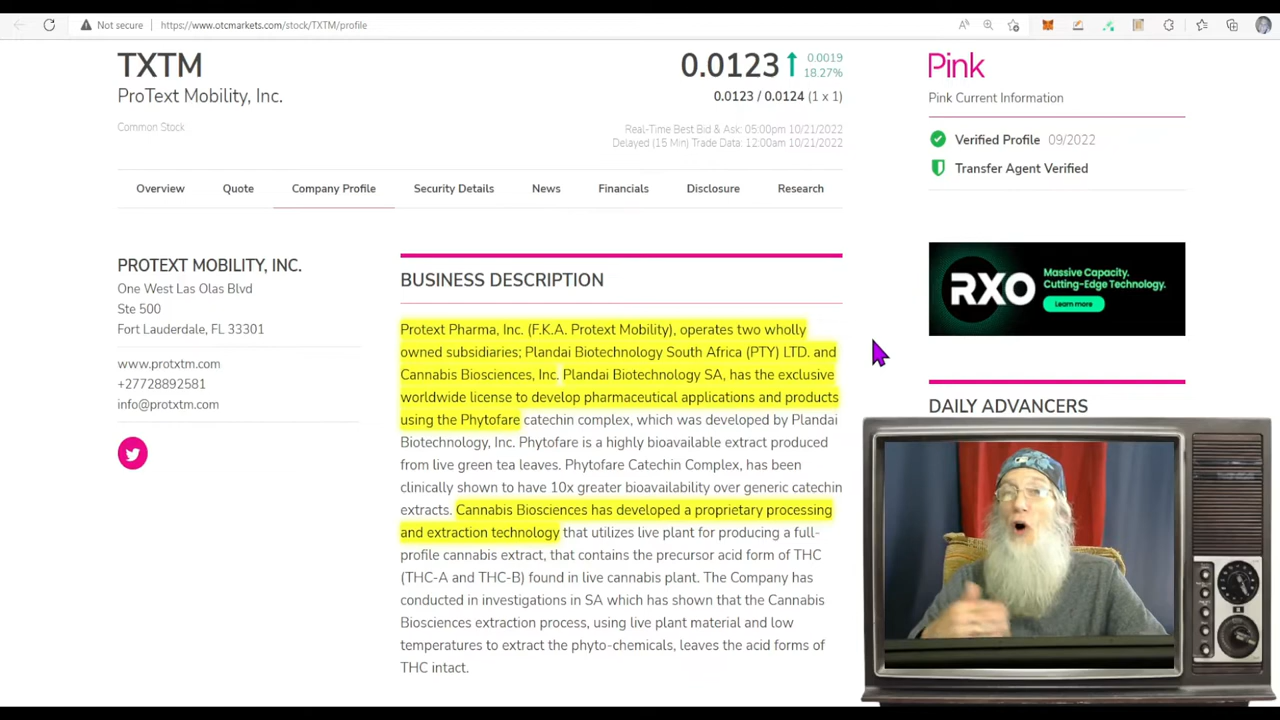 Not secure
https://www.otcmarkets.com/stock/TXTM/profile
TXTM
ProText Mobility, Inc.
Common Stock
0.0123
0.0019
18.27%
0.0123 / 0.0124 (1 x 1)
Real-Time Best Bid & Ask: 05:00pm 10/21/2022
Delayed (15 Min) Trade Data: 12:00am 10/21/2022
Pink
Pink Current Information
Verified Profile 09/2022
Transfer Agent Verified
Overview Quote Company Profile Security Details News Financials Disclosure Research
PROTEXT MOBILITY, INC.
One West Las Olas Blvd
Ste 500
Fort Lauderdale, FL 33301
www.protxtm.com
+27728892581
info@protxtm.com
BUSINESS DESCRIPTION
Protext Pharma, Inc. (F.K.A. Protext Mobility), operates two wholly
owned subsidiaries; Plandai Biotechnology South Africa (PTY) LTD. and
Cannabis Biosciences, Inc. Plandai Biotechnology SA, has the exclusive
worldwide license to develop pharmaceutical applications and products
using the Phytofare catechin complex, which was developed by Plandai
Biotechnology, Inc. Phytofare is a highly bioavailable extract produced
from live green tea leaves. Phytofare Catechin Complex, has been
clinically shown to have 10x greater bioavailability over generic catechin
extracts. Cannabis Biosciences has developed a proprietary processing
and extraction technology that utilizes live plant for producing a full-
profile cannabis extract, that contains the precursor acid form of THC
(THC-A and THC-B) found in live cannabis plant. The Company has
conducted in investigations in SA which has shown that the Cannabis
Biosciences extraction process, using live plant material and low
temperatures to extract the phyto-chemicals, leaves the acid forms of
THC intact.
RXO
Massive Capacity.
Cutting-Edge Technology.
Learn more
DAILY ADVANCERS